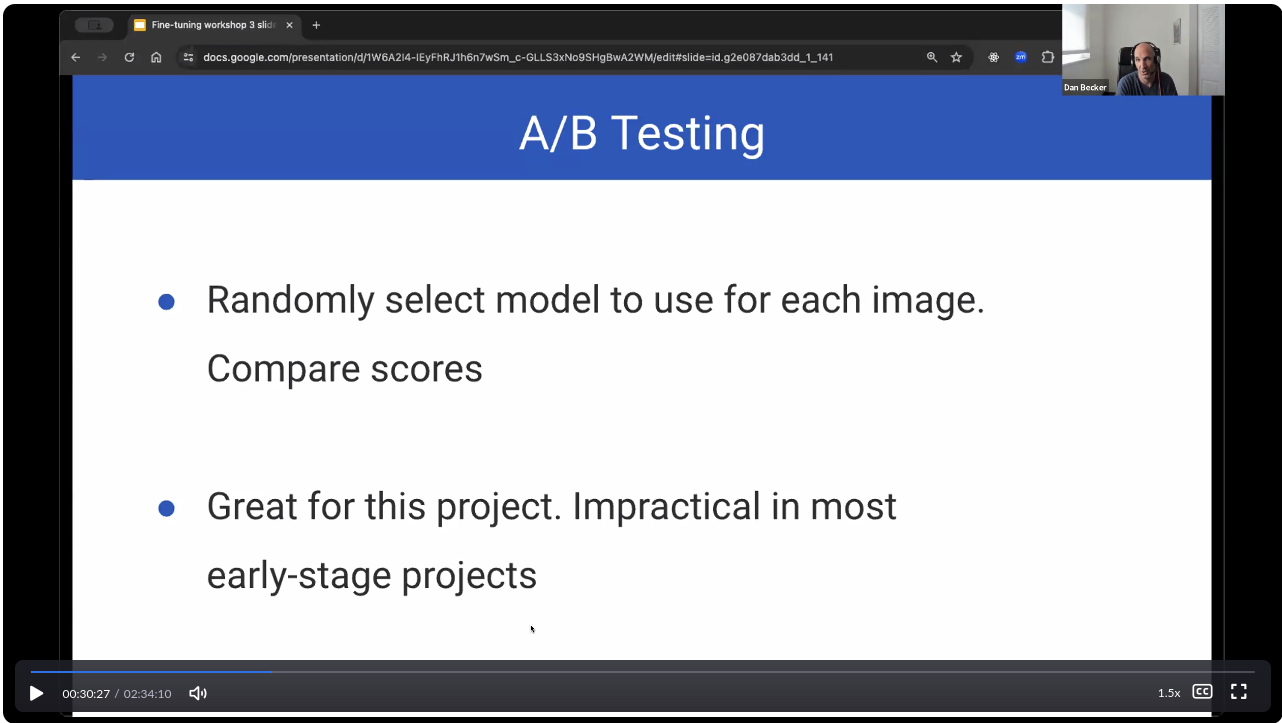 Fine-tuning workshop 3 slid
docs.google.com/presentation/d/1W6A2I4-IEyFhRJ1h6n7wSm_c-GLLS3xNo9SHgBwA2WM/edit#slide=id.g2e087dab3dd_1_141
zm
Dan Becker
A/B Testing
Randomly select model to use for each image.
Compare scores
Great for this project. Impractical in most
early-stage projects
00:30:27 / 02:34:10
1.5x
CC